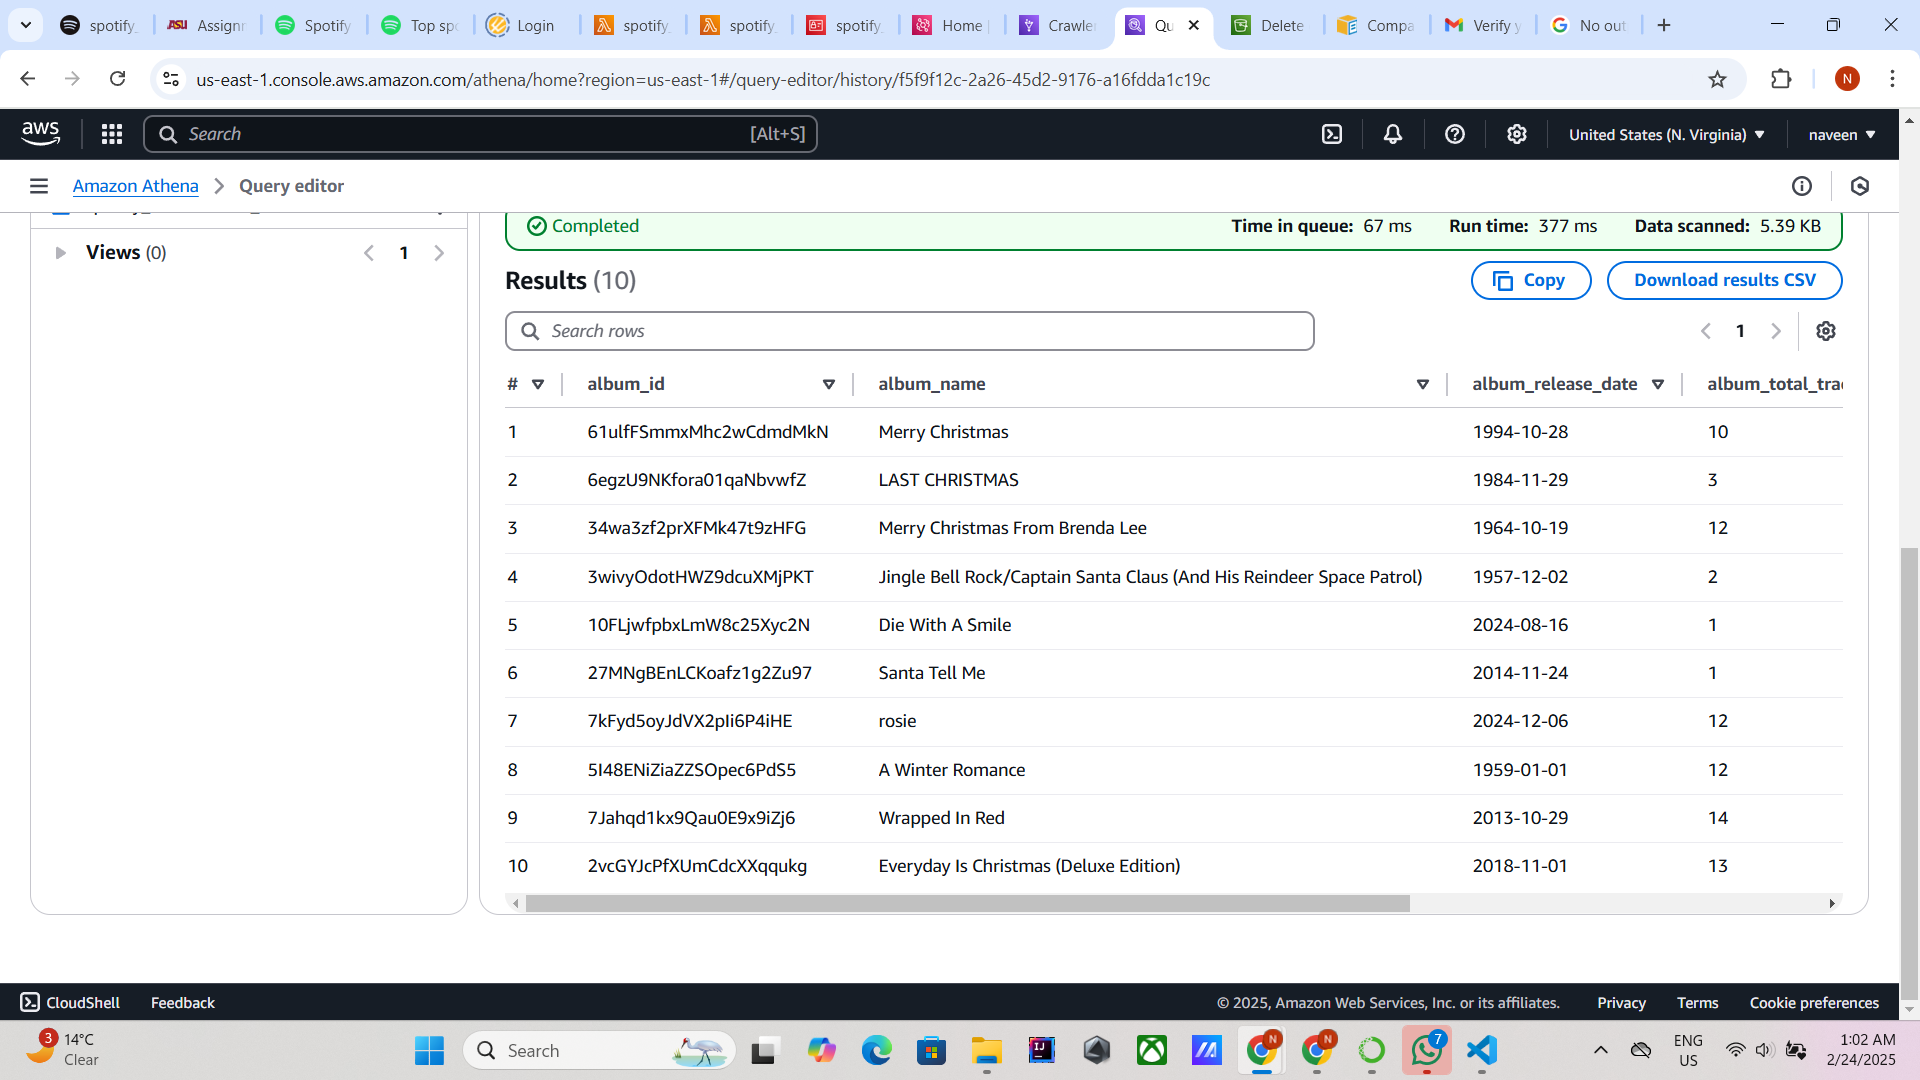 spotify
Assignr
Spotify
Top spo
Login
spotify
spotify
spotify
Home |
Crawler
Qu
Delete
Compa
Verify y
No out
us-east-1.console.aws.amazon.com/athena/home?region=us-east-1#/query-editor/history/f5f9f12c-2a26-45d2-9176-a16fdda1c19c
N
aws
Search [Alt+S]
United States (N. Virginia)
naveen
Amazon Athena > Query editor
Views (0)
1
Completed
Time in queue: 67 ms Run time: 377 ms Data scanned: 5.39 KB
Results (10)
Copy
Download results CSV
Search rows
1
# album_id album_name album_release_date album_total_trac
1 61ulfFSmmxMhc2wCdmdMkN Merry Christmas 1994-10-28 10
2 6egzU9NKfora01qaNbvwfZ LAST CHRISTMAS 1984-11-29 3
3 34wa3zf2prXFMk47t9zHFG Merry Christmas From Brenda Lee 1964-10-19 12
4 3wivyOdotHWZ9dcuXMjPKT Jingle Bell Rock/Captain Santa Claus (And His Reindeer Space Patrol) 1957-12-02 2
5 10FLjwfpbxLmW8c25Xyc2N Die With A Smile 2024-08-16 1
6 27MNgBEnLCKoafz1g2Zu97 Santa Tell Me 2014-11-24 1
7 7kFyd5oyJdVX2pIi6P4iHE rosie 2024-12-06 12
8 5I48ENiZiaZZSOpec6PdS5 A Winter Romance 1959-01-01 12
9 7Jahqd1kx9Qau0E9x9iZj6 Wrapped In Red 2013-10-29 14
10 2vcGYJcPfXUmCdcXXqqukg Everyday Is Christmas (Deluxe Edition) 2018-11-01 13
CloudShell Feedback
© 2025, Amazon Web Services, Inc. or its affiliates. Privacy Terms Cookie preferences
3
14°C
Clear
Search
N
N
7
ENG
US
1:02 AM
2/24/2025